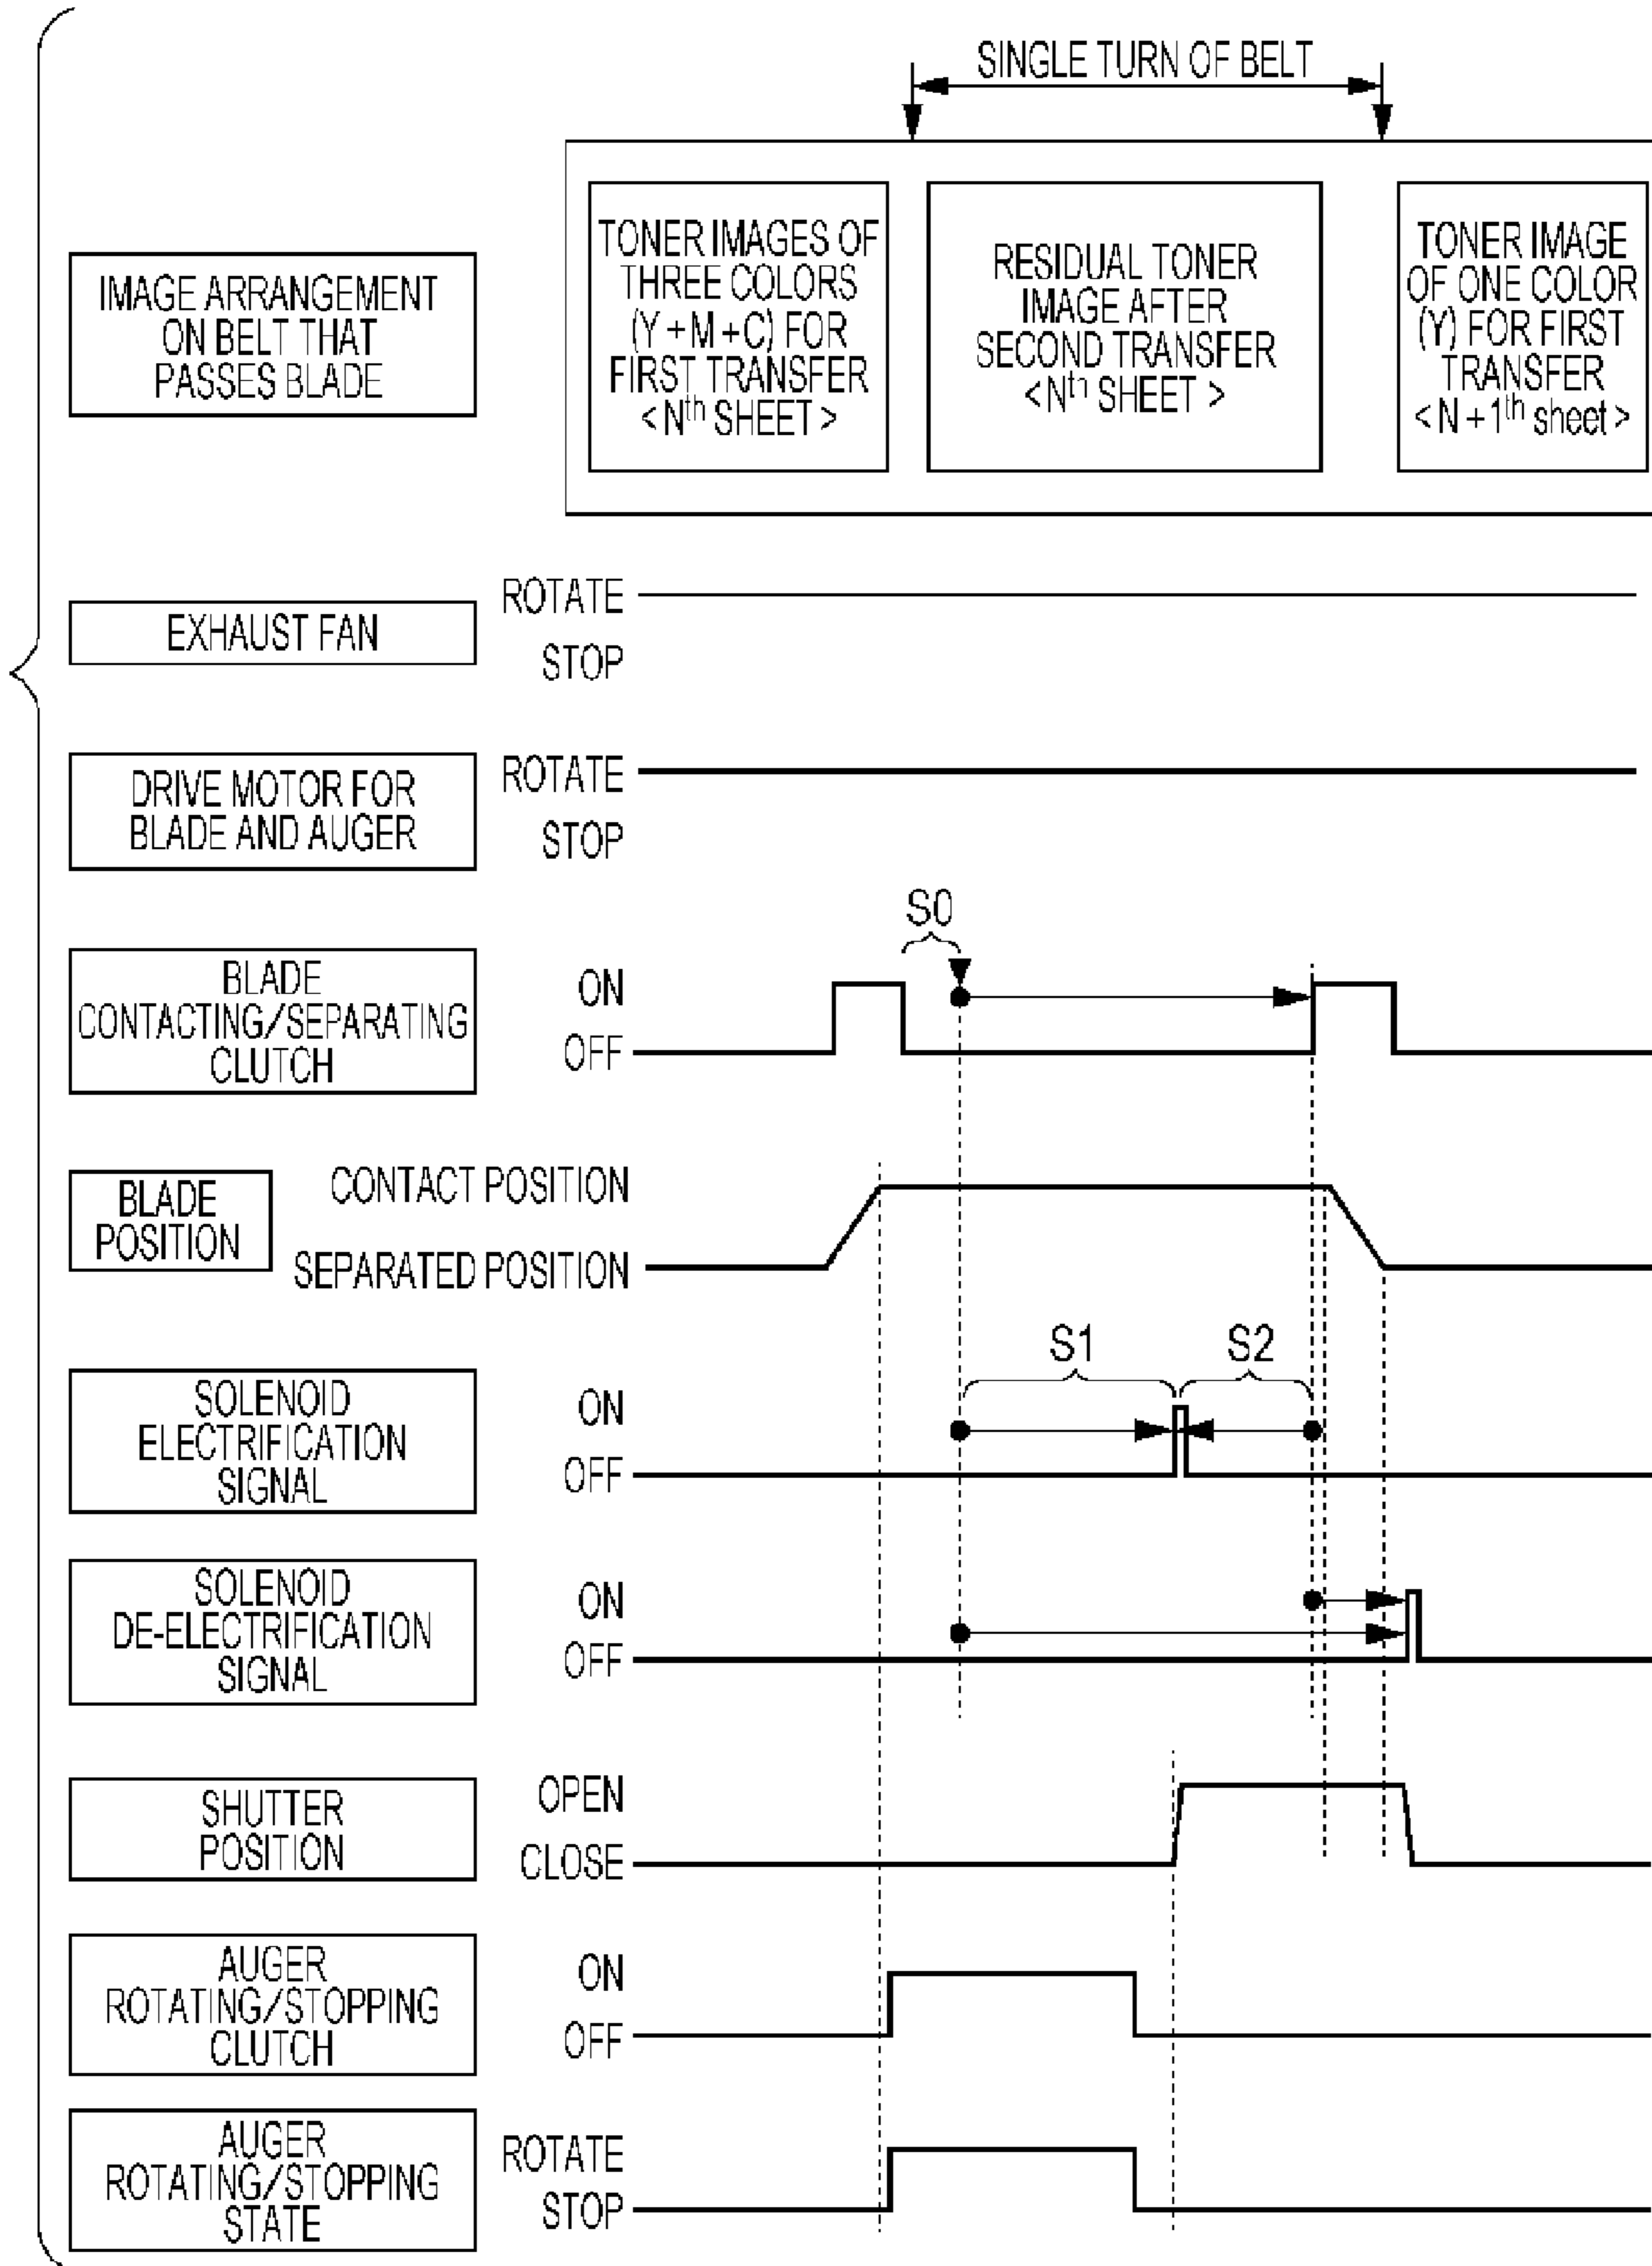 SINGLE TURN OF BELT
IMAGE ARRANGEMENT
ON BELT THAT
PASSES BLADE
TONER IMAGES OF
THREE COLORS
(Y + M + C) FOR
FIRST TRANSFER
< Nth SHEET >
RESIDUAL TONER
IMAGE AFTER
SECOND TRANSFER
< Nth SHEET >
TONER IMAGE
OF ONE COLOR
(Y) FOR FIRST
TRANSFER
< N + 1th sheet >
EXHAUST FAN
ROTATE
STOP
DRIVE MOTOR FOR
BLADE AND AUGER
ROTATE
STOP
S0
BLADE
CONTACTING/SEPARATING
CLUTCH
ON
OFF
BLADE
POSITION
CONTACT POSITION
SEPARATED POSITION
S1
S2
SOLENOID
ELECTRIFICATION
SIGNAL
ON
OFF
SOLENOID
DE-ELECTRIFICATION
SIGNAL
ON
OFF
SHUTTER
POSITION
OPEN
CLOSE
AUGER
ROTATING/STOPPING
CLUTCH
ON
OFF
AUGER
ROTATING/STOPPING
STATE
ROTATE
STOP